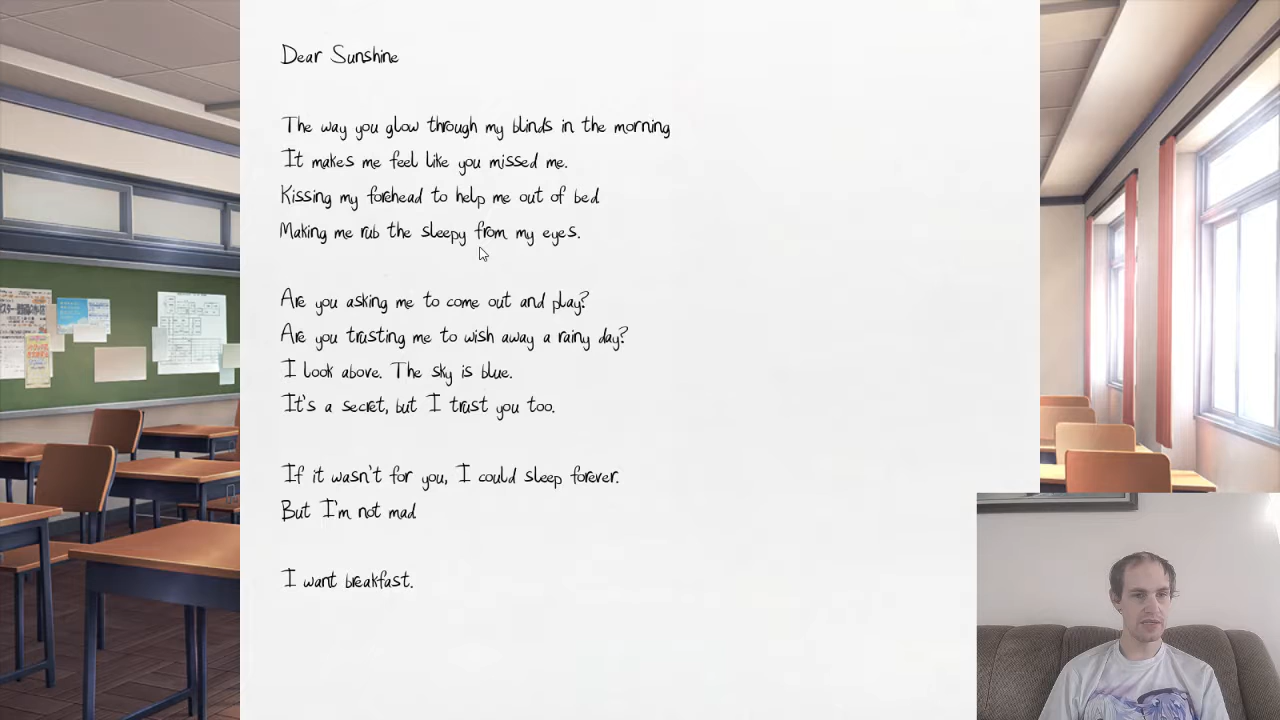 Dear Sunshine
The way you glow through my blinds in the morning
It makes me feel like you missed me.
Kissing my forehead to help me out of bed
Making me rub the sleepy from my eyes.
Are you asking me to come out and play?
Are you trusting me to wish away a rainy day?
I look above. The sky is blue.
It's a secret, but I trust you too.
If it wasn't for you, I could sleep forever.
But I'm not mad
I want breakfast.